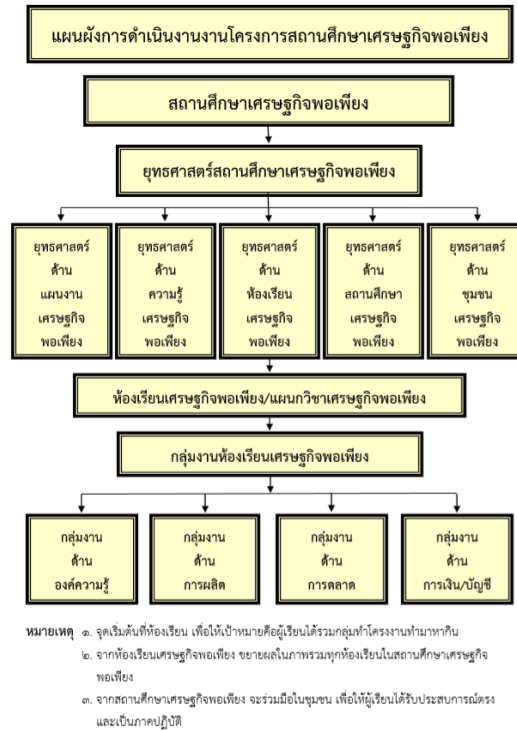 แผนผังการดำเนินงานงานโครงการสถานศึกษาเศรษฐกิจพอเพียง
สถานศึกษาเศรษฐกิจพอเพียง
ยุทธศาสตร์สถานศึกษาเศรษฐกิจพอเพียง
ยุทธศาสตร์
ด้าน
แผนงาน
เศรษฐกิจ
พอเพียง
ยุทธศาสตร์
ด้าน
ความรู้
เศรษฐกิจ
พอเพียง
ยุทธศาสตร์
ด้าน
ห้องเรียน
เศรษฐกิจ
พอเพียง
ยุทธศาสตร์
ด้าน
สถานศึกษา
เศรษฐกิจ
พอเพียง
ยุทธศาสตร์
ด้าน
ชุมชน
เศรษฐกิจ
พอเพียง
ห้องเรียนเศรษฐกิจพอเพียง/แผนกวิชาเศรษฐกิจพอเพียง
กลุ่มงานห้องเรียนเศรษฐกิจพอเพียง
กลุ่มงาน
ด้าน
องค์ความรู้
กลุ่มงาน
ด้าน
การผลิต
กลุ่มงาน
ด้าน
การตลาด
กลุ่มงาน
ด้าน
การเงิน/บัญชี
หมายเหตุ ๑. จุดเริ่มต้นที่ห้องเรียน เพื่อให้เป้าหมายคือผู้เรียนได้รวมกลุ่มทำโครงงานทำมาหากิน
๒. จากห้องเรียนเศรษฐกิจพอเพียง ขยายผลในภาพรวมทุกห้องเรียนในสถานศึกษาเศรษฐกิจ
พอเพียง
๓. จากสถานศึกษาเศรษฐกิจพอเพียง จะร่วมมือในชุมชน เพื่อให้ผู้เรียนได้รับประสบการณ์ตรง
และเป็นภาคปฏิบัติ